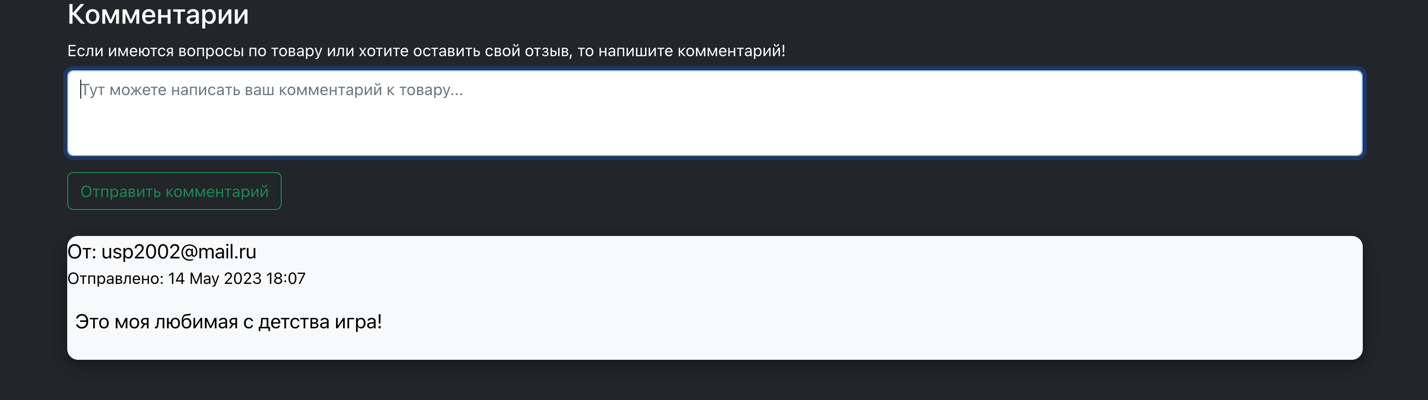 Комментарии
Если имеются вопросы по товару или хотите оставить свой отзыв, то напишите комментарий!
Тут можете написать ваш комментарий к товару...
Отправить комментарий
От: usp2002@mail.ru
Отправлено: 14 May 2023 18:07
Это моя любимая с детства игра!